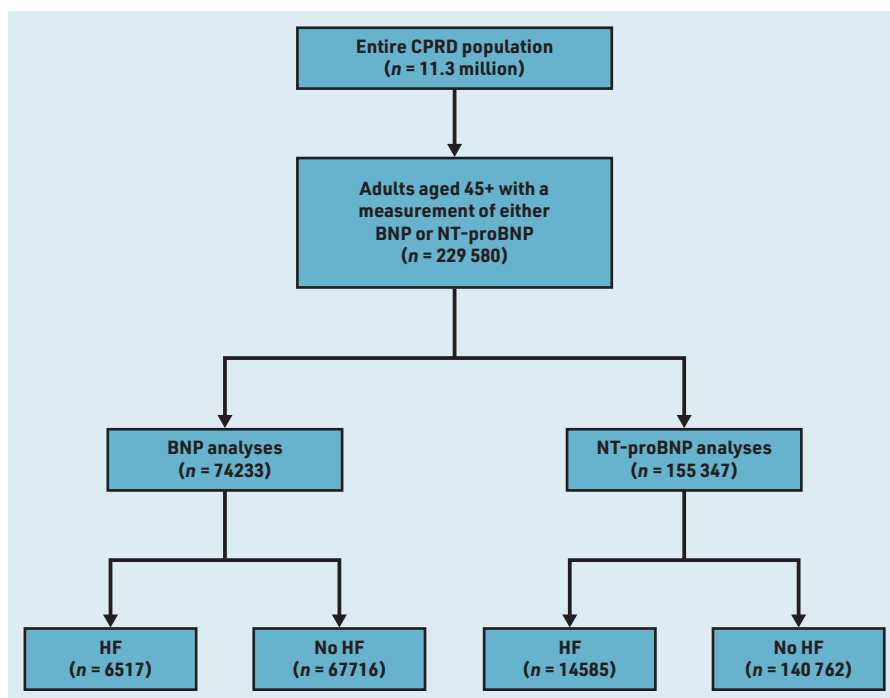 Entire CPRD population
(n = 11.3 million)
Adults aged 45+ with a
measurement of either
BNP or NT-proBNP
(n = 229 580)
BNP analyses
(n = 74233)
NT-proBNP analyses
(n = 155 347)
HF
(n = 6517)
No HF
(n = 67716)
HF
(n = 14585)
No HF
(n = 140 762)